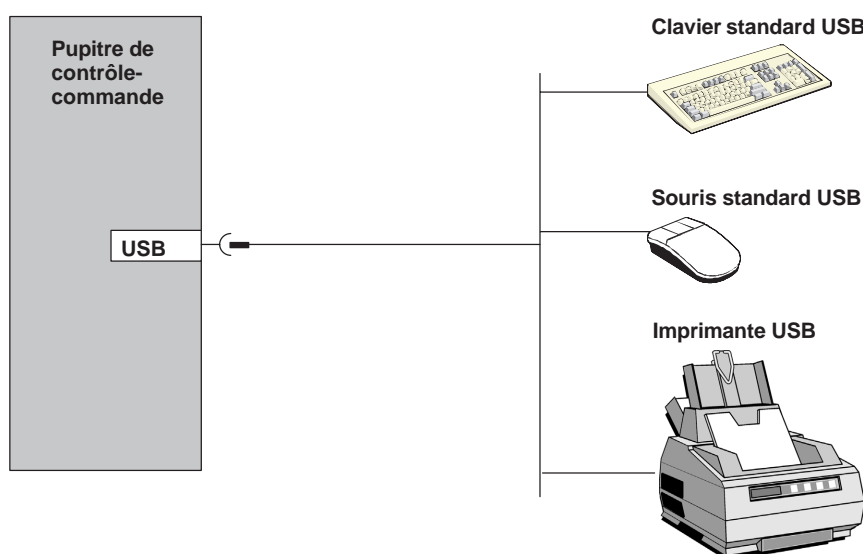 Clavier standard USB
Pupitre de
contrôle-
commande
Souris standard USB
USB
Imprimante USB